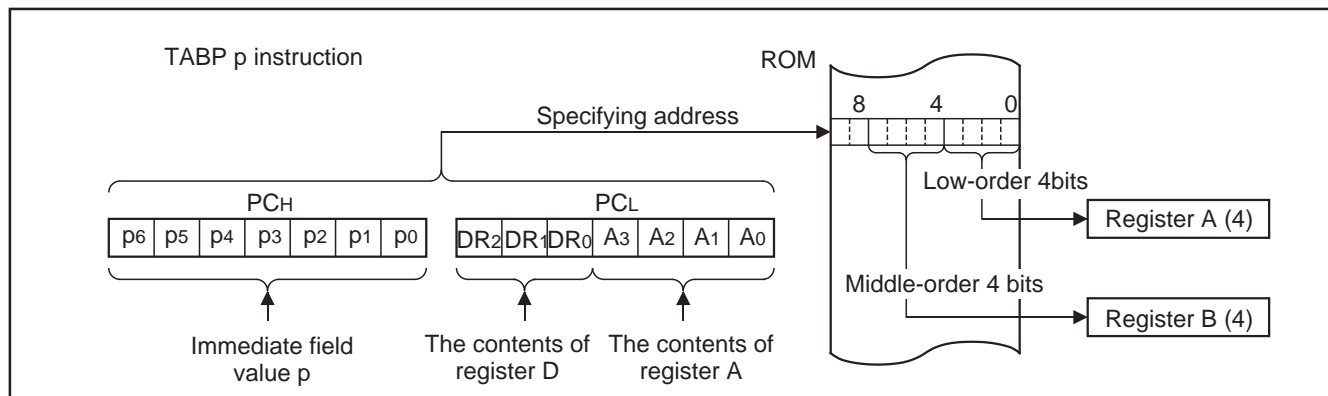 TABP p instruction
ROM
8 4 0
Specifying address
Low-order 4bits
PCH PCL
Register A (4)
p6 p5 p4 p3 p2 p1 p0 DR2 DR1 DR0 A3 A2 A1 A0
Middle-order 4 bits
Register B (4)
Immediate field
value p
The contents of
register D
The contents of
register A